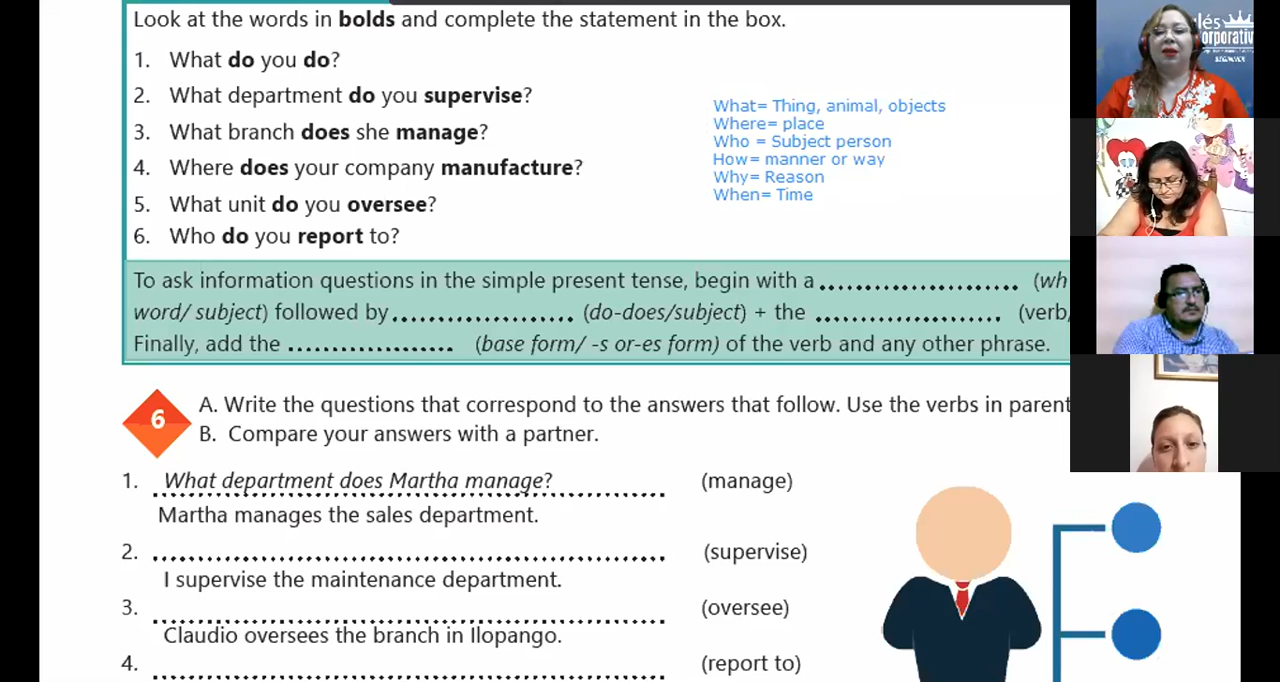 Look at the words in bolds and complete the statement in the box.
1. What do you do?
2. What department do you supervise?
3. What branch does she manage?
4. Where does your company manufacture?
5. What unit do you oversee?
6. Who do you report to?
What= Thing, animal, objects
Where= place
Who = Subject person
How= manner or way
Why= Reason
When= Time
To ask information questions in the simple present tense, begin with a ........................ (wh
word/ subject) followed by...................... (do-does/subject) + the ...................... (verb/
Finally, add the .................... (base form/ -s or-es form) of the verb and any other phrase.
6
A. Write the questions that correspond to the answers that follow. Use the verbs in parent
B. Compare your answers with a partner.
1. What department does Martha manage? (manage)
Martha manages the sales department.
2. (supervise)
I supervise the maintenance department.
3. (oversee)
Claudio oversees the branch in Ilopango.
4. (report to)
lés
orporativ
BEGINNER